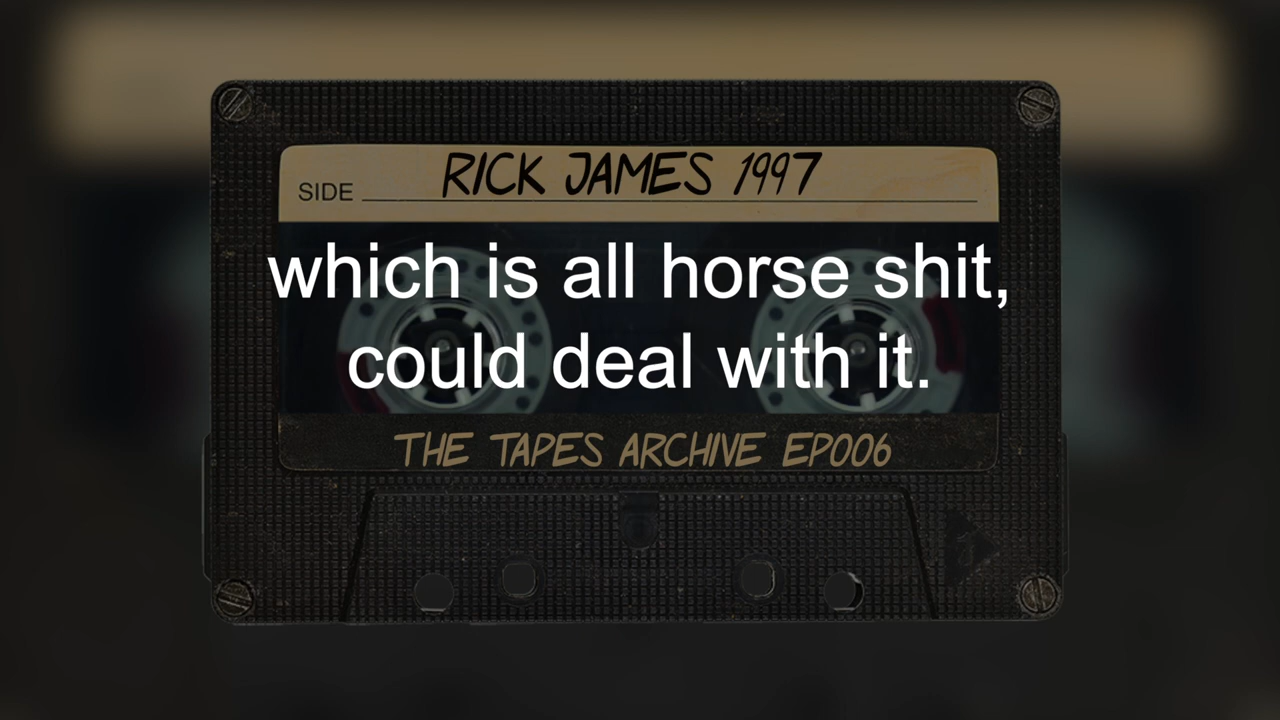 RICK JAMES 1997
SIDE
which is all horse shit,
could deal with it.
THE TAPES ARCHIVE EP006